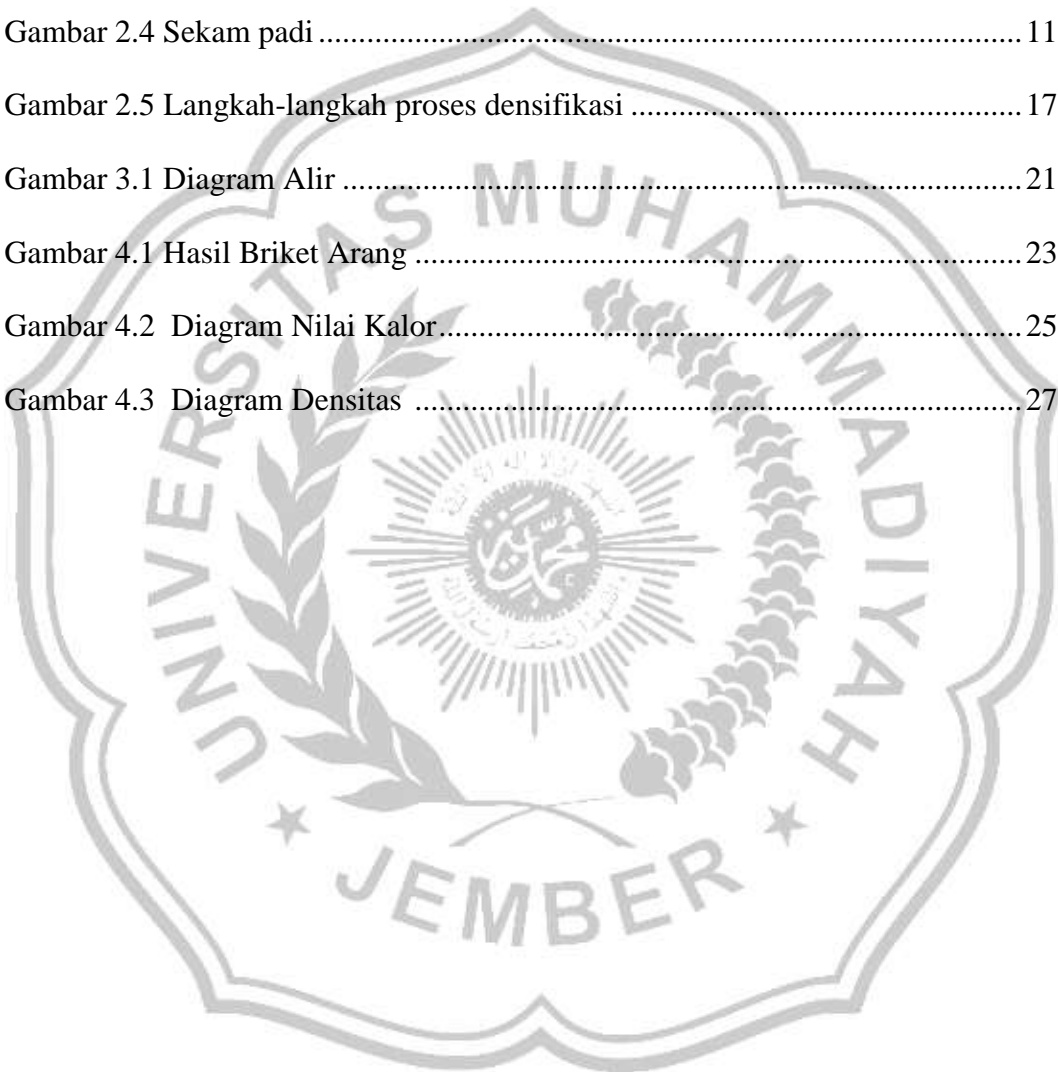 Gambar 2.4 Sekam padi ........................................................................................ 11
Gambar 2.5 Langkah-langkah proses densifikasi ................................................. 17
Gambar 3.1 Diagram Alir ..................................................................................... 21
Gambar 4.1 Hasil Briket Arang ............................................................................ 23
Gambar 4.2  Diagram Nilai Kalor ......................................................................... 25
Gambar 4.3  Diagram Densitas ............................................................................ 27
UNIVERSITAS MUHAMMADIYAH
JEMBER